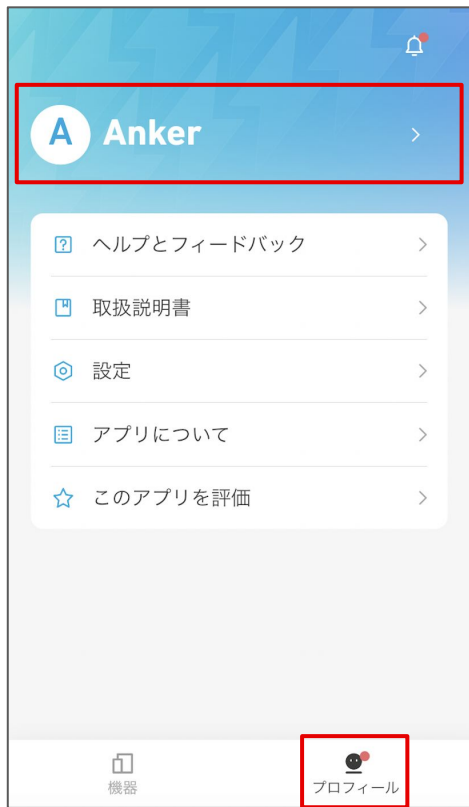 A Anker
ヘルプとフィードバック
取扱説明書
設定
アプリについて
このアプリを評価
機器
プロフィール